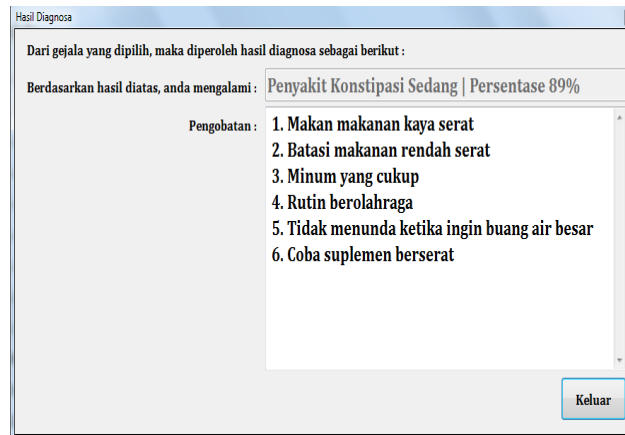 Hasil Diagnosa
Dari gejala yang dipilih, maka diperoleh hasil diagnosa sebagai berikut :
Berdasarkan hasil diatas, anda mengalami : Penyakit Konstipasi Sedang | Persentase 89%
Pengobatan : 1. Makan makanan kaya serat
2. Batasi makanan rendah serat
3. Minum yang cukup
4. Rutin berolahraga
5. Tidak menunda ketika ingin buang air besar
6. Coba suplemen berserat
Keluar